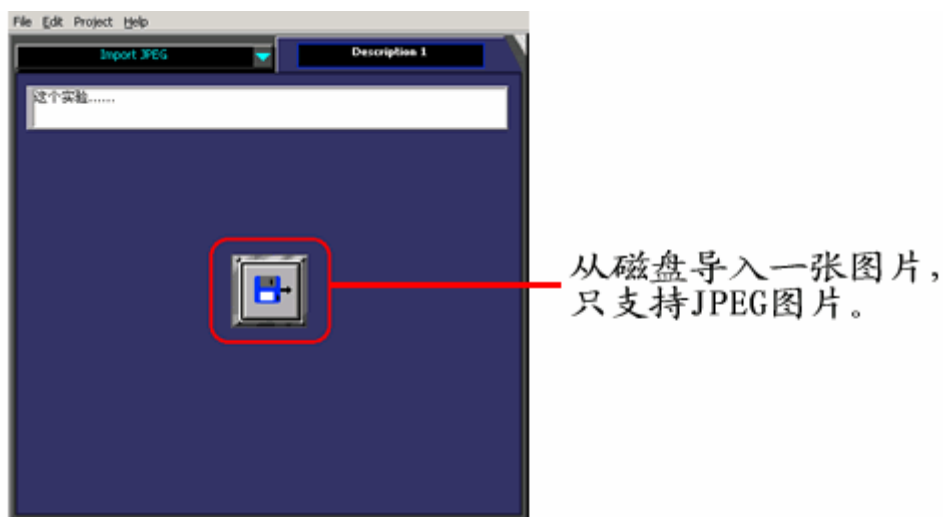 File Edit Project Help
Import JPEG
Description 1
这个实验......
从磁盘导入一张图片,
只支持JPEG图片。